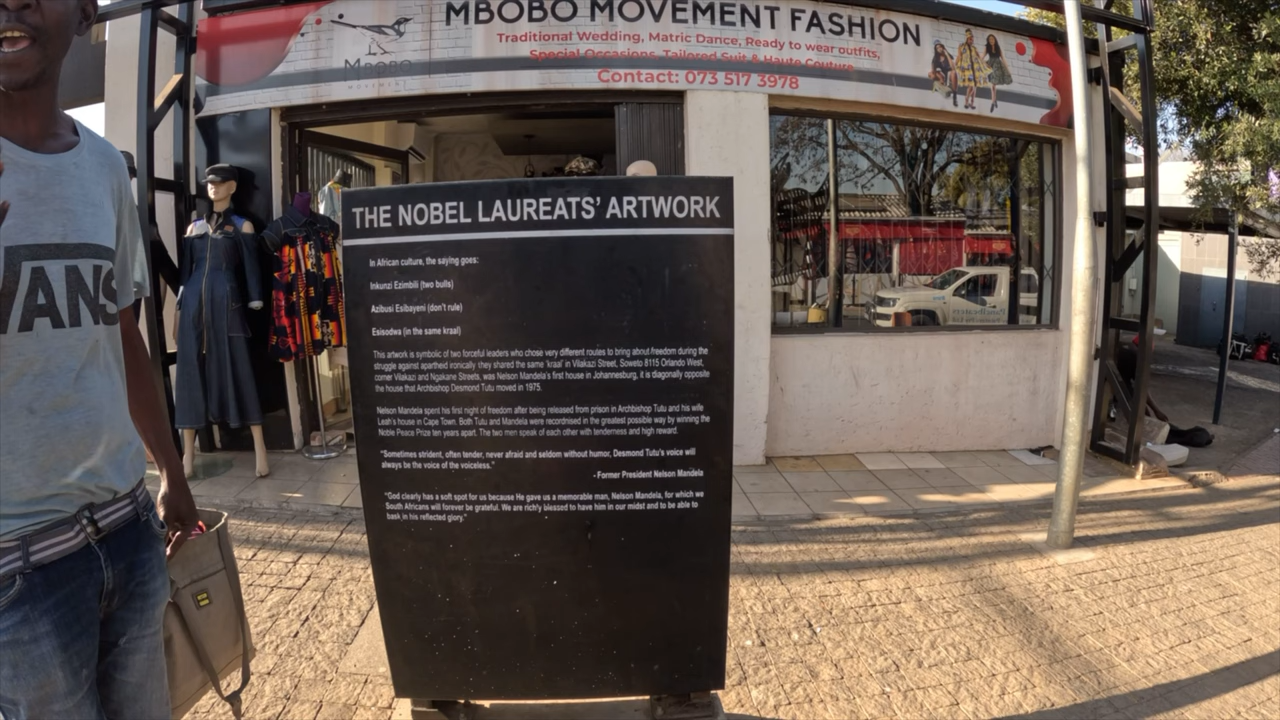 MBOBO MOVEMENT FASHION
Traditional Wedding, Matric Dance, Ready to wear outfits,
Special Occasions, Tailored Suit & Haute Couture
Contact: 073 517 3978
MBOBO
MOVEMENT
VANS
THE NOBEL LAUREATS' ARTWORK
In African culture, the saying goes:
Inkunzi Ezimbili (two bulls)
Azibusi Esibayeni (don't rule)
Esisodwa (in the same kraal)
This artwork is symbolic of two forceful leaders who chose very different routes to bring about freedom during the
struggle against apartheid ironically they shared the same 'kraal' in Vilakazi Street, Soweto 8115 Orlando West,
corner Vilakazi and Ngakane Streets, was Nelson Mandela's first house in Johannesburg, it is diagonally opposite
the house that Archbishop Desmond Tutu moved in 1975.
Nelson Mandela spent his first night of freedom after being released from prison in Archbishop Tutu and his wife
Leah's house in Cape Town. Both Tutu and Mandela were recordnised in the greatest possible way by winning the
Noble Peace Prize ten years apart. The two men speak of each other with tenderness and high reward.
"Sometimes strident, often tender, never afraid and seldom without humor, Desmond Tutu's voice will
always be the voice of the voiceless."
- Former President Nelson Mandela
"God clearly has a soft spot for us because He gave us a memorable man, Nelson Mandela, for which we
South Africans will forever be grateful. We are richly blessed to have him in our midst and to be able to
bask in his reflected glory."